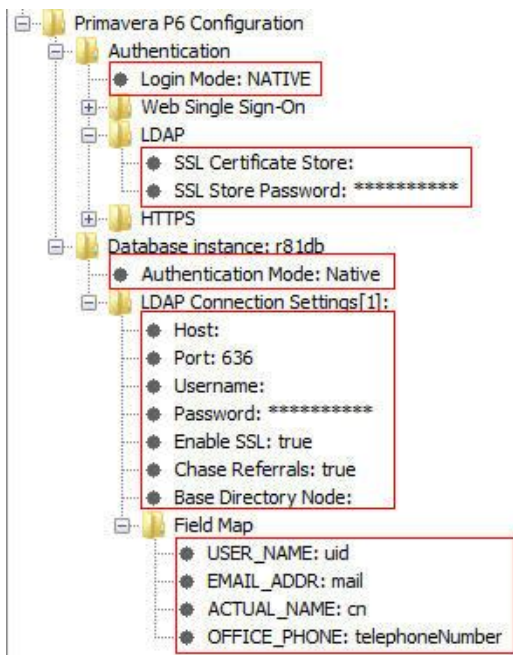 Primavera P6 Configuration
Authentication
Login Mode: NATIVE
Web Single Sign-On
LDAP
SSL Certificate Store:
SSL Store Password: **********
HTTPS
Database instance: r81db
Authentication Mode: Native
LDAP Connection Settings[1]:
Host:
Port: 636
Username:
Password: **********
Enable SSL: true
Chase Referrals: true
Base Directory Node:
Field Map
USER_NAME: uid
EMAIL_ADDR: mail
ACTUAL_NAME: cn
OFFICE_PHONE: telephoneNumber